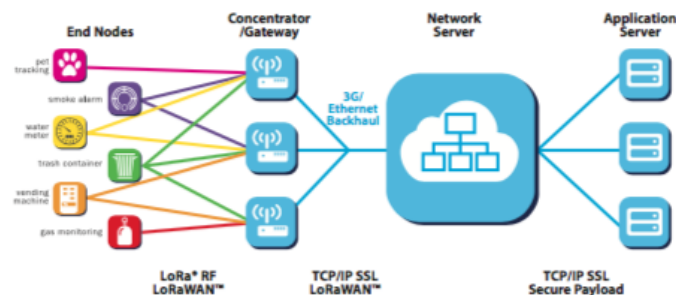 End Nodes
Concentrator
/Gateway
Network
Server
Application
Server
pet
tracking
smoke alarm
water
meter
trash container
vending
machine
gas monitoring
3G/
Ethernet
Backhaul
LoRa® RF
LoRaWAN™
TCP/IP SSL
LoRaWAN™
TCP/IP SSL
Secure Payload